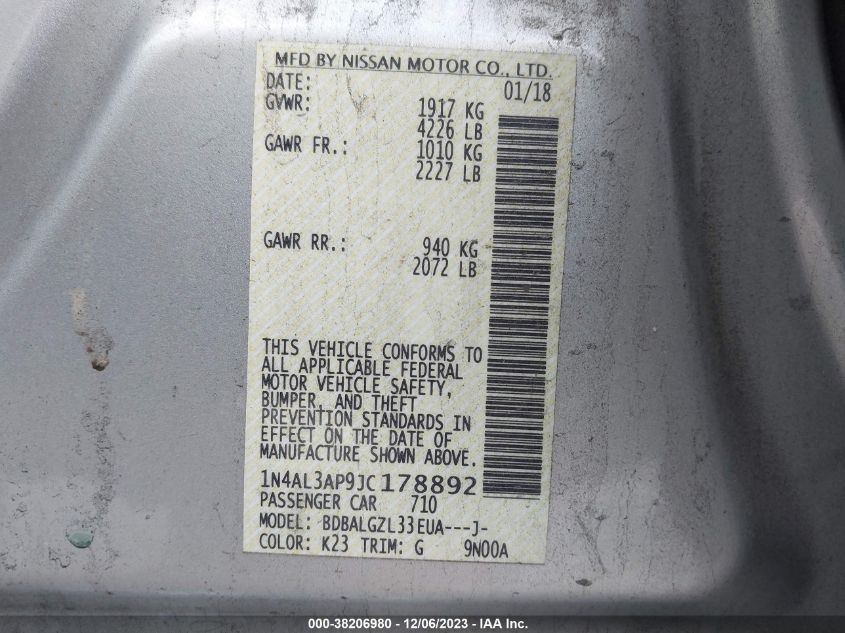 MFD BY NISSAN MOTOR CO., LTD.
DATE: 01/18
GVWR: 1917 KG
4226 LB
GAWR FR.: 1010 KG
2227 LB
GAWR RR.: 940 KG
2072 LB
THIS VEHICLE CONFORMS TO
ALL APPLICABLE FEDERAL
MOTOR VEHICLE SAFETY,
BUMPER, AND THEFT
PREVENTION STANDARDS IN
EFFECT ON THE DATE OF
MANUFACTURE SHOWN ABOVE.
1N4AL3AP9JC178892
PASSENGER CAR 710
MODEL: BDBALGZL33EUA---J-
COLOR: K23 TRIM: G 9N00A
000-38206980 - 12/06/2023 - IAA Inc.